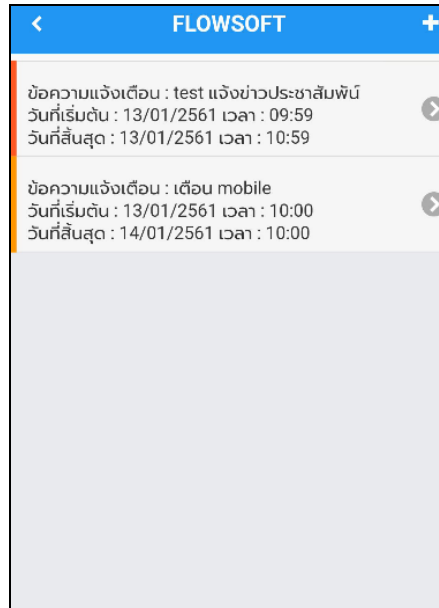 FLOWSOFT
ข้อความแจ้งเตือน : test แจ้งข่าวประชาสัมพัน์
วันที่เริ่มต้น : 13/01/2561 เวลา : 09:59
วันที่สิ้นสุด : 13/01/2561 เวลา : 10:59
ข้อความแจ้งเตือน : เตือน mobile
วันที่เริ่มต้น : 13/01/2561 เวลา : 10:00
วันที่สิ้นสุด : 14/01/2561 เวลา : 10:00